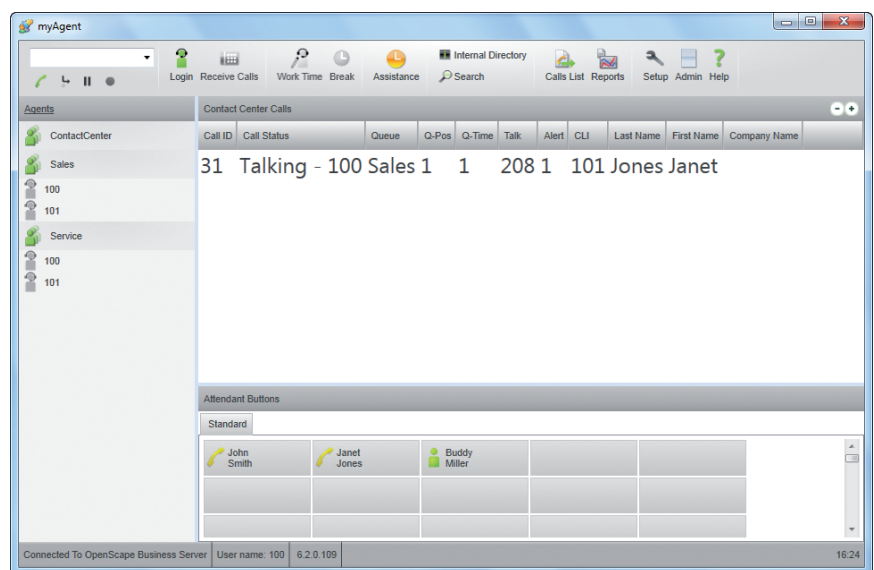 myAgent
Internal Directory
Login Receive Calls Work Time Break Assistance Search Calls List Reports Setup Admin Help
Agents
ContactCenter
Sales
100
101
Service
100
101
Contact Center Calls
Call ID Call Status Queue Q-Pos Q-Time Talk Alert CLI Last Name First Name Company Name
31 Talking - 100 Sales 1 1 208 1 101 Jones Janet
Attendant Buttons
Standard
John
Smith
Janet
Jones
Buddy
Miller
Connected To OpenScape Business Server User name: 100 6.2.0.109 16:24